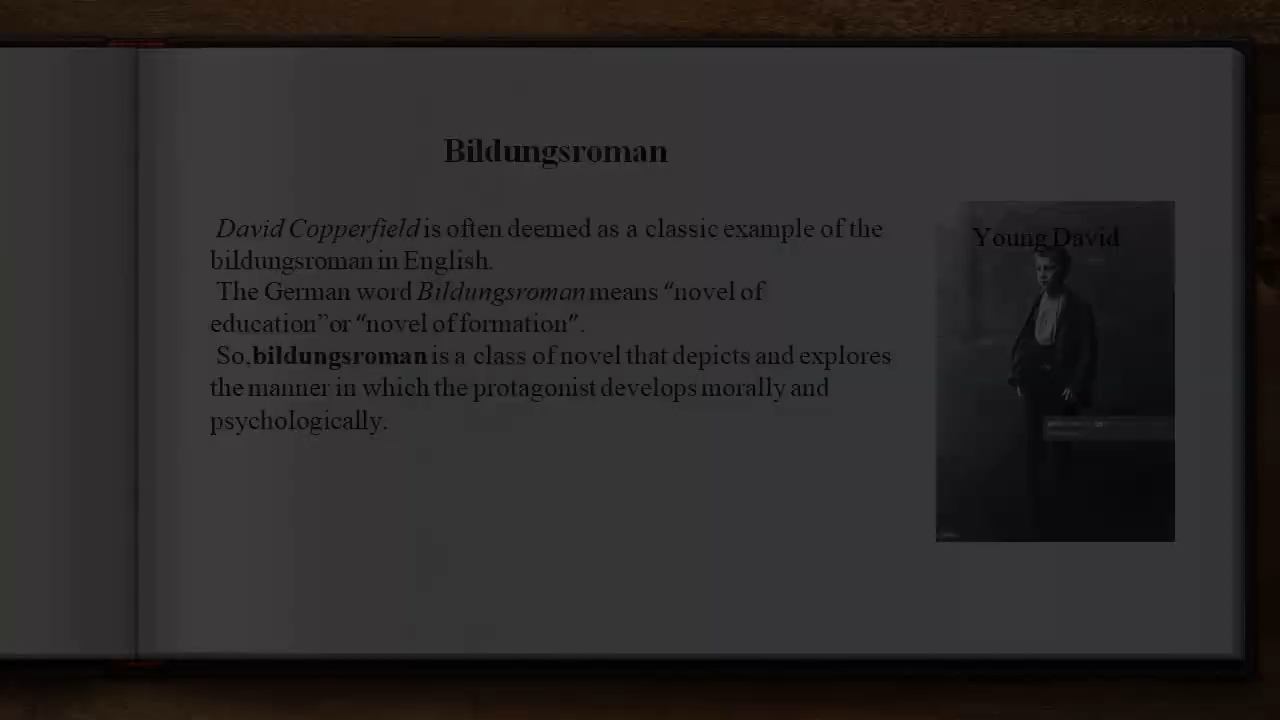 Bildungsroman
David Copperfield is often deemed as a classic example of the
bildungsroman in English.
The German word Bildungsroman means “novel of
education” or “novel of formation”.
So,bildungsroman is a class of novel that depicts and explores
the manner in which the protagonist develops morally and
psychologically.
Young David